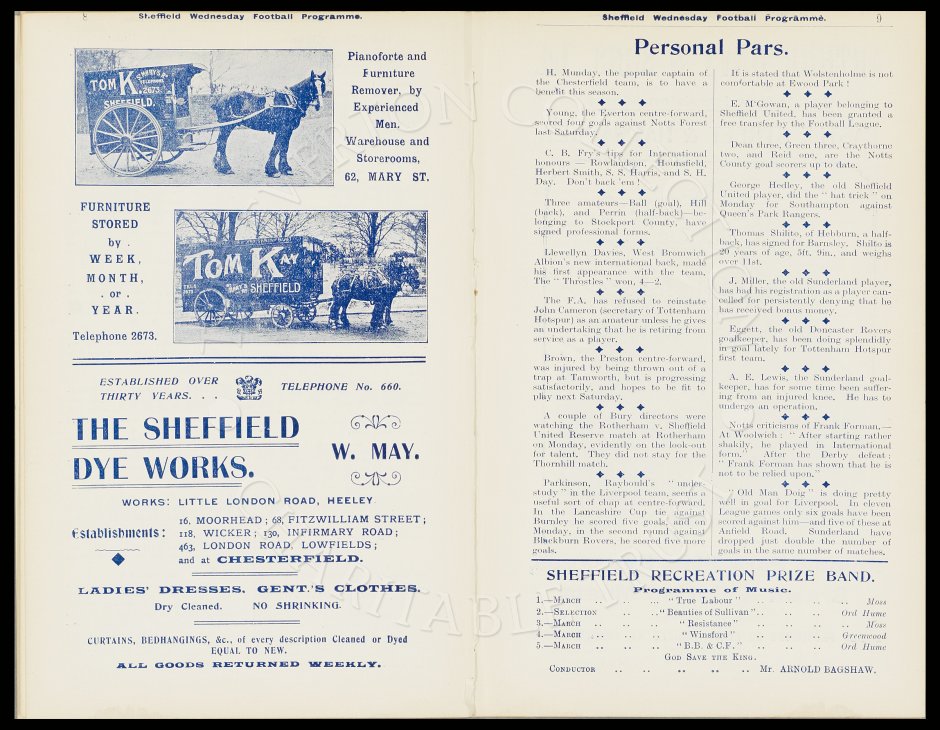 8 Sheffield Wednesday Football Programme.
TOM K
ST MARY'S ST
TELEPHONE
2673.
SHEFFIELD.
Pianoforte and
Furniture
Remover, by
Experienced
Men.
Warehouse and
Storerooms,
62, MARY ST.
FURNITURE
STORED
by .
WEEK,
MONTH,
. or .
YEAR.
Telephone 2673.
TOM KAY
SHEFFIELD
ESTABLISHED OVER
THIRTY YEARS. . .
TELEPHONE No. 660.
THE SHEFFIELD
DYE WORKS.
W. MAY.
WORKS: LITTLE LONDON ROAD, HEELEY
Establishments:
16, MOORHEAD; 68, FITZWILLIAM STREET;
118, WICKER; 130, INFIRMARY ROAD;
463, LONDON ROAD, LOWFIELDS;
and at CHESTERFIELD.
LADIES' DRESSES. GENT.'S CLOTHES.
Dry Cleaned. NO SHRINKING.
CURTAINS, BEDHANGINGS, &c., of every description Cleaned or Dyed
EQUAL TO NEW.
ALL GOODS RETURNED WEEKLY.
Sheffield Wednesday Football Programme. 9
Personal Pars.
H. Munday, the popular captain of
the Chesterfield team, is to have a
benefit this season.
Young, the Everton centre-forward,
scored four goals against Notts Forest
last Saturday.
C. B. Fry's tips for International
honours — Rowlandson, Hounsfield,
Herbert Smith, S. S. Harris, and S. H.
Day. Don't back 'em!
Three amateurs—Ball (goal), Hill
(back), and Perrin (half-back)—be-
longing to Stockport County, have
signed professional forms.
Llewellyn Davies, West Bromwich
Albion's new international back, made
his first appearance with the team.
The "Throstles" won, 4—2.
The F.A. has refused to reinstate
John Cameron (secretary of Tottenham
Hotspur) as an amateur unless he gives
an undertaking that he is retiring from
service as a player.
Brown, the Preston centre-forward,
was injured by being thrown out of a
trap at Tamworth, but is progressing
satisfactorily, and hopes to be fit to
play next Saturday.
A couple of Bury directors were
watching the Rotherham v. Sheffield
United Reserve match at Rotherham
on Monday, evidently on the look-out
for talent. They did not stay for the
Thornhill match.
Parkinson, Raybould's "under-
study" in the Liverpool team, seems a
useful sort of chap at centre-forward.
In the Lancashire Cup tie against
Burnley he scored five goals, and on
Monday, in the second round against
Blackburn Rovers, he scored five more
goals.
It is stated that Wolstenholme is not
comfortable at Ewood Park!
E. McGowan, a player belonging to
Sheffield United, has been granted a
free transfer by the Football League.
Dean three, Green three, Craythorne
two, and Reid one, are the Notts
County goal scorers up to date.
George Hedley, the old Sheffield
United player, did the "hat trick" on
Monday for Southampton against
Queen's Park Rangers.
Thomas Shilito, of Hebburn, a half-
back, has signed for Barnsley. Shilto is
20 years of age, 5ft. 9in., and weighs
over 11st.
J. Miller, the old Sunderland player,
has had his registration as a player can-
celled for persistently denying that he
has received bonus money.
Eggett, the old Doncaster Rovers
goalkeeper, has been doing splendidly
in goal lately for Tottenham Hotspur
first team.
A. E. Lewis, the Sunderland goal-
keeper, has for some time been suffer-
ing from an injured knee. He has to
undergo an operation.
Notts criticisms of Frank Forman.—
At Woolwich: "After starting rather
shakily, he played in International
form." After the Derby defeat:
"Frank Forman has shown that he is
not to be relied upon."
"Old Man Doig" is doing pretty
well in goal for Liverpool. In eleven
League games only six goals have been
scored against him—and five of these at
Anfield Road. Sunderland have
dropped just double the number of
goals in the same number of matches.
SHEFFIELD RECREATION PRIZE BAND.
Programme of Music.
1.—MARCH .. .. ... "True Labour" .. .. .. .. Moss
2.—SELECTION .. .. "Beauties of Sullivan" .. .. .. Ord Hume
3.—MARCH .. .. .. "Resistance" .. .. .. .. Moss
4.—MARCH .. .. .. "Winsford" .. .. .. Greenwood
5.—MARCH .. .. .. "B.B. & C.F." .. .. .. Ord Hume
GOD SAVE THE KING.
CONDUCTOR .. .. .. .. Mr. ARNOLD BAGSHAW.